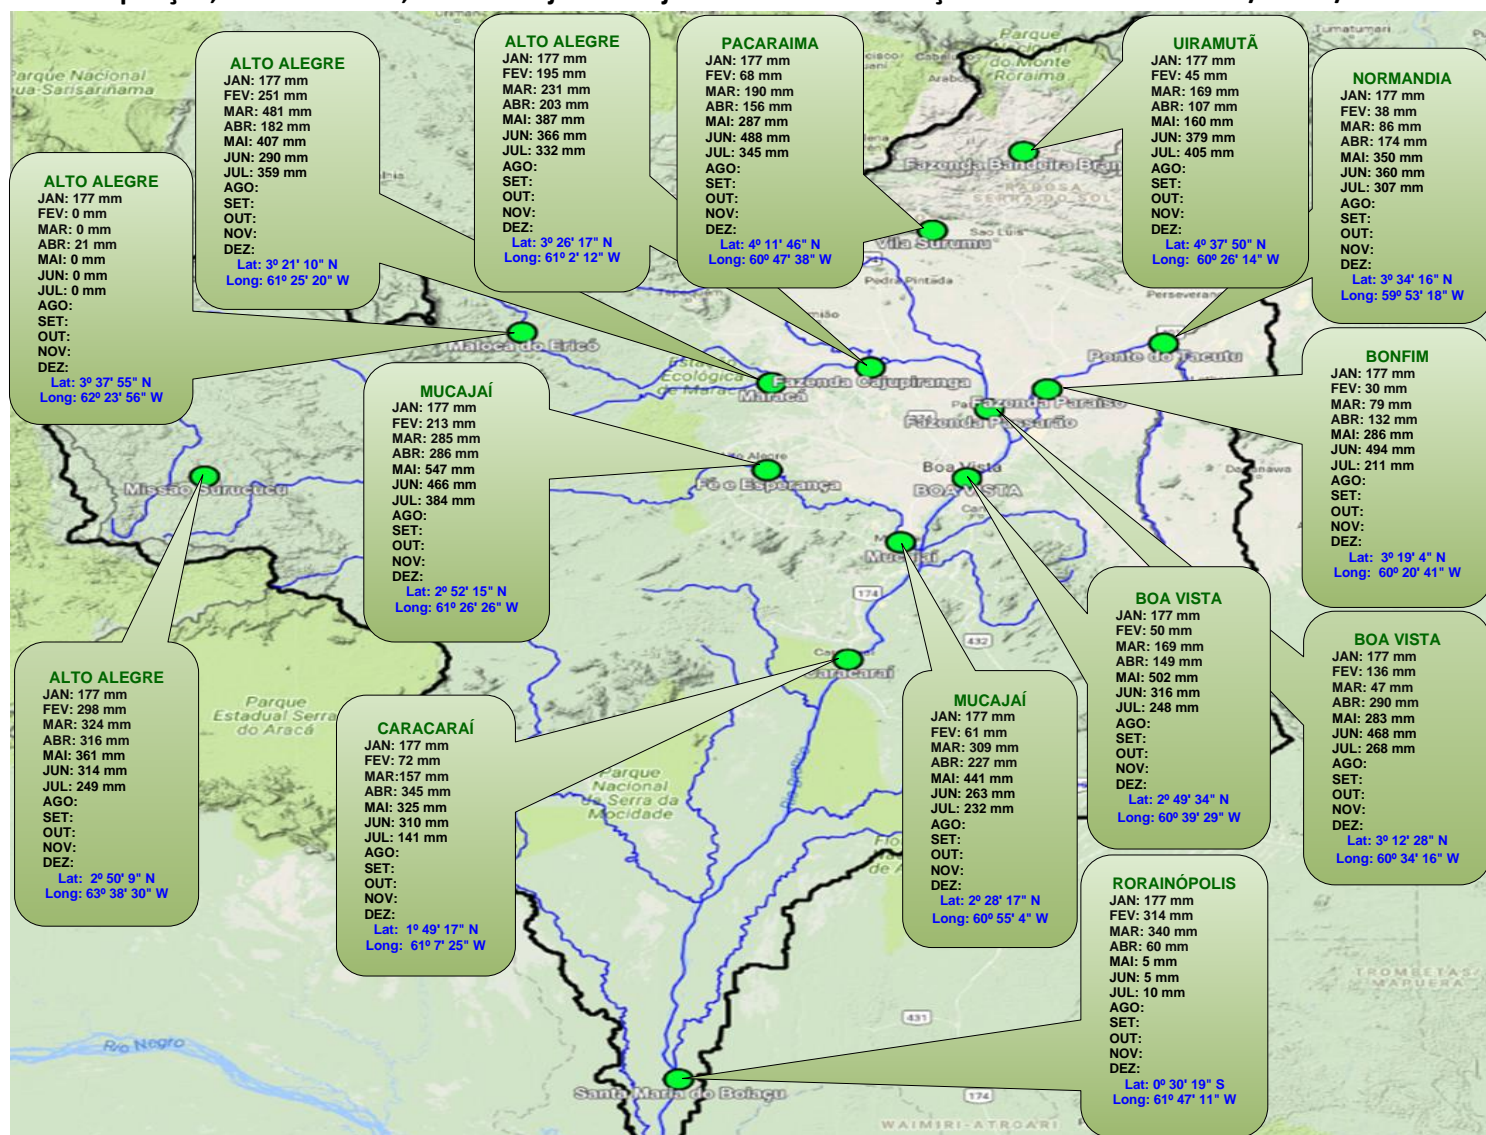 ALTO ALEGRE
JAN: 177 mm
FEV: 251 mm
MAR: 481 mm
ABR: 182 mm
MAI: 407 mm
JUN: 290 mm
JUL: 359 mm
AGO:
SET:
OUT:
NOV:
DEZ:
Lat: 3º 21' 10" N
Long: 61º 25' 20" W
ALTO ALEGRE
JAN: 177 mm
FEV: 195 mm
MAR: 231 mm
ABR: 203 mm
MAI: 387 mm
JUN: 366 mm
JUL: 332 mm
AGO:
SET:
OUT:
NOV:
DEZ:
Lat: 3º 26' 17" N
Long: 61º 2' 12" W
PACARAIMA
JAN: 177 mm
FEV: 68 mm
MAR: 190 mm
ABR: 156 mm
MAI: 287 mm
JUN: 488 mm
JUL: 345 mm
AGO:
SET:
OUT:
NOV:
DEZ:
Lat: 4º 11' 46" N
Long: 60º 47' 38" W
UIRAMUTÃ
JAN: 177 mm
FEV: 45 mm
MAR: 169 mm
ABR: 107 mm
MAI: 160 mm
JUN: 379 mm
JUL: 405 mm
AGO:
SET:
OUT:
NOV:
DEZ:
Lat: 4º 37' 50" N
Long: 60º 26' 14" W
NORMANDIA
JAN: 177 mm
FEV: 38 mm
MAR: 86 mm
ABR: 174 mm
MAI: 350 mm
JUN: 360 mm
JUL: 307 mm
AGO:
SET:
OUT:
NOV:
DEZ:
Lat: 3º 34' 16" N
Long: 59º 53' 18" W
ALTO ALEGRE
JAN: 177 mm
FEV: 0 mm
MAR: 0 mm
ABR: 21 mm
MAI: 0 mm
JUN: 0 mm
JUL: 0 mm
AGO:
SET:
OUT:
NOV:
DEZ:
Lat: 3º 37' 55" N
Long: 62º 23' 56" W
MUCAJAÍ
JAN: 177 mm
FEV: 213 mm
MAR: 285 mm
ABR: 286 mm
MAI: 547 mm
JUN: 466 mm
JUL: 384 mm
AGO:
SET:
OUT:
NOV:
DEZ:
Lat: 2º 52' 15" N
Long: 61º 26' 26" W
BONFIM
JAN: 177 mm
FEV: 30 mm
MAR: 79 mm
ABR: 132 mm
MAI: 286 mm
JUN: 494 mm
JUL: 211 mm
AGO:
SET:
OUT:
NOV:
DEZ:
Lat: 3º 19' 4" N
Long: 60º 20' 41" W
ALTO ALEGRE
JAN: 177 mm
FEV: 298 mm
MAR: 324 mm
ABR: 316 mm
MAI: 361 mm
JUN: 314 mm
JUL: 249 mm
AGO:
SET:
OUT:
NOV:
DEZ:
Lat: 2º 50' 9" N
Long: 63º 38' 30" W
CARACARAÍ
JAN: 177 mm
FEV: 72 mm
MAR:157 mm
ABR: 345 mm
MAI: 325 mm
JUN: 310 mm
JUL: 141 mm
AGO:
SET:
OUT:
NOV:
DEZ:
Lat: 1º 49' 17" N
Long: 61º 7' 25" W
MUCAJAÍ
JAN: 177 mm
FEV: 61 mm
MAR: 309 mm
ABR: 227 mm
MAI: 441 mm
JUN: 263 mm
JUL: 232 mm
AGO:
SET:
OUT:
NOV:
DEZ:
Lat: 2º 28' 17" N
Long: 60º 55' 4" W
BOA VISTA
JAN: 177 mm
FEV: 50 mm
MAR: 169 mm
ABR: 149 mm
MAI: 502 mm
JUN: 316 mm
JUL: 248 mm
AGO:
SET:
OUT:
NOV:
DEZ:
Lat: 2º 49' 34" N
Long: 60º 39' 29" W
BOA VISTA
JAN: 177 mm
FEV: 136 mm
MAR: 47 mm
ABR: 290 mm
MAI: 283 mm
JUN: 468 mm
JUL: 268 mm
AGO:
SET:
OUT:
NOV:
DEZ:
Lat: 3º 12' 28" N
Long: 60º 34' 16" W
RORAINÓPOLIS
JAN: 177 mm
FEV: 314 mm
MAR: 340 mm
ABR: 60 mm
MAI: 5 mm
JUN: 5 mm
JUL: 10 mm
AGO:
SET:
OUT:
NOV:
DEZ:
Lat: 0º 30' 19" S
Long: 61º 47' 11" W
Parque
Nacional
do Monte
Roraima
Tumatumari
Parque Nacional
Fazenda Bandeira
RAPOSA
SERRA DO SOL
Vila Surumu
Sao Luis
Pedra Pintada
Maloca do Ericó
Maracá
Fazenda Cajupiranga
Ponte do Tacutu
Fazenda Paraíso
Fazenda Passarão
Missão Surucucu
Fé e Esperança
Boa Vista
BOA VISTA
Mucajaí
174
432
Caracaraí
Parque
Estadual Serra
do Aracá
Parque
Nacional
da Serra da
Mocidade
Rio Branco
Rio Negro
431
174
Santa Maria do Boiaçu
TROMBETAS/
MAPUERA
WAIMIRI-ATROARI